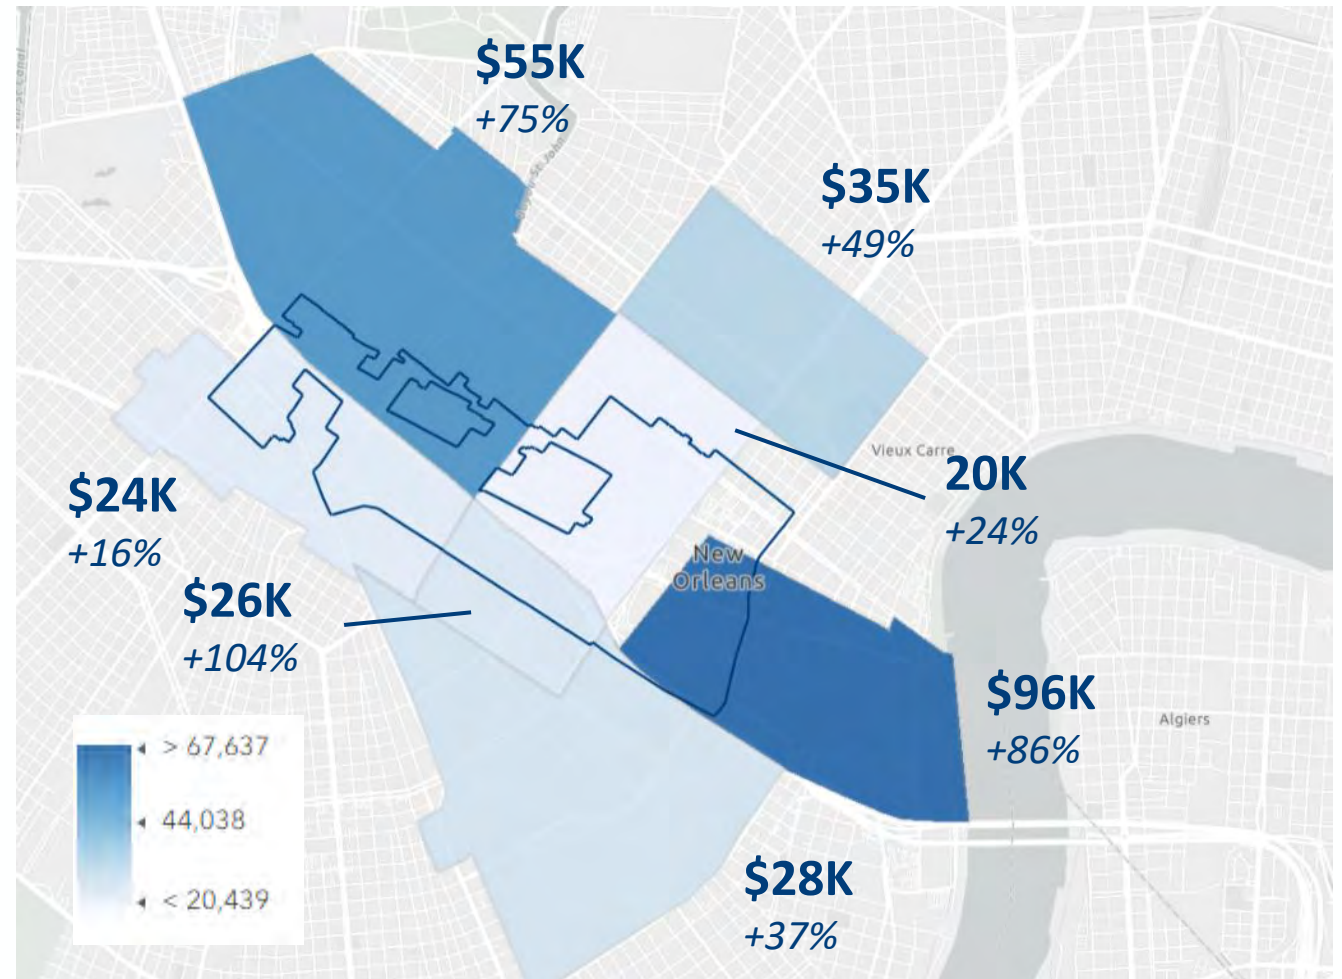 $55K
+75%
$35K
+49%
Vieux Carre
20K
+24%
$24K
+16%
New
Orleans
$26K
+104%
$96K
+86%
Algiers
> 67,637
44,038
< 20,439
$28K
+37%